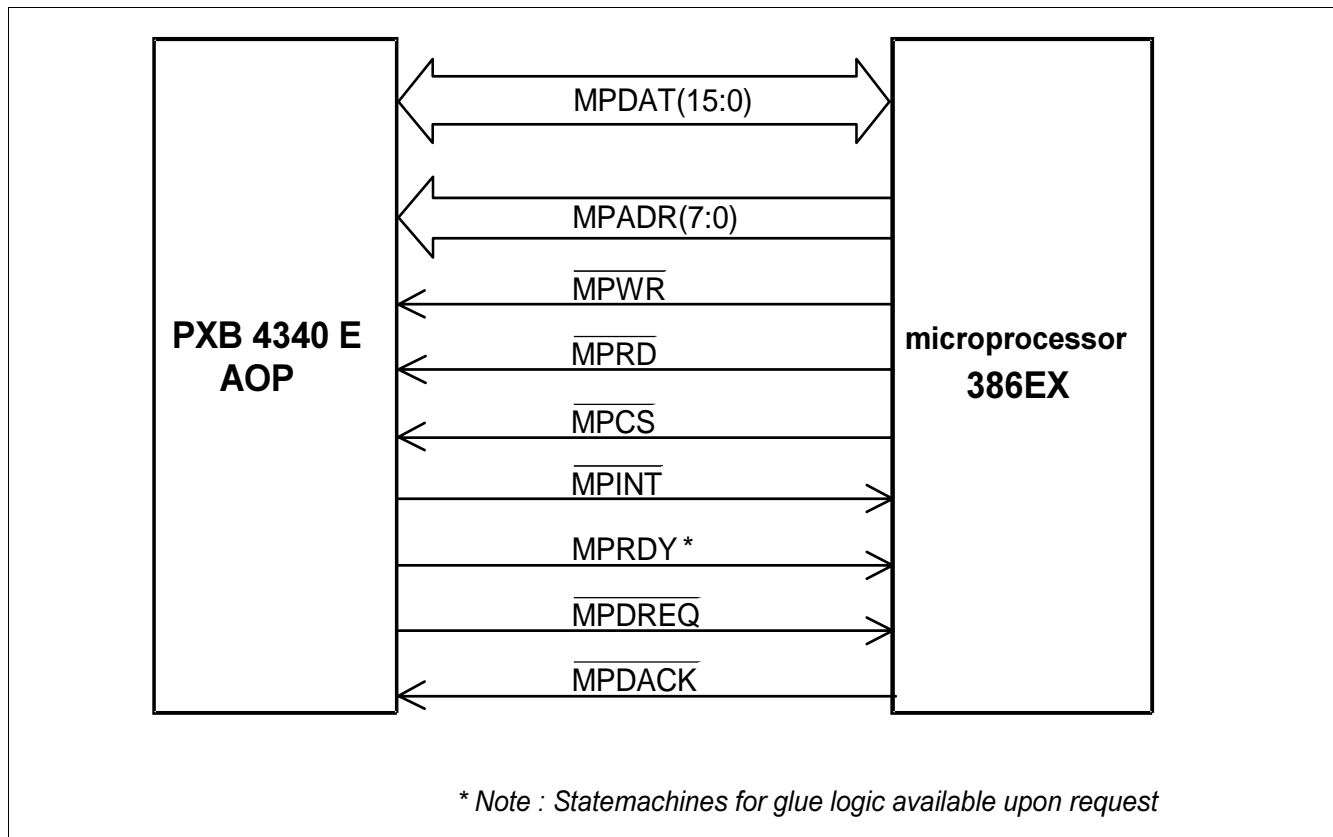 MPDAT(15:0)
MPADR(7:0)
MPWR
PXB 4340 E
AOP
MPRD
microprocessor
386EX
MPCS
MPINT
MPRDY *
MPDREQ
MPDACK
* Note : Statemachines for glue logic available upon request